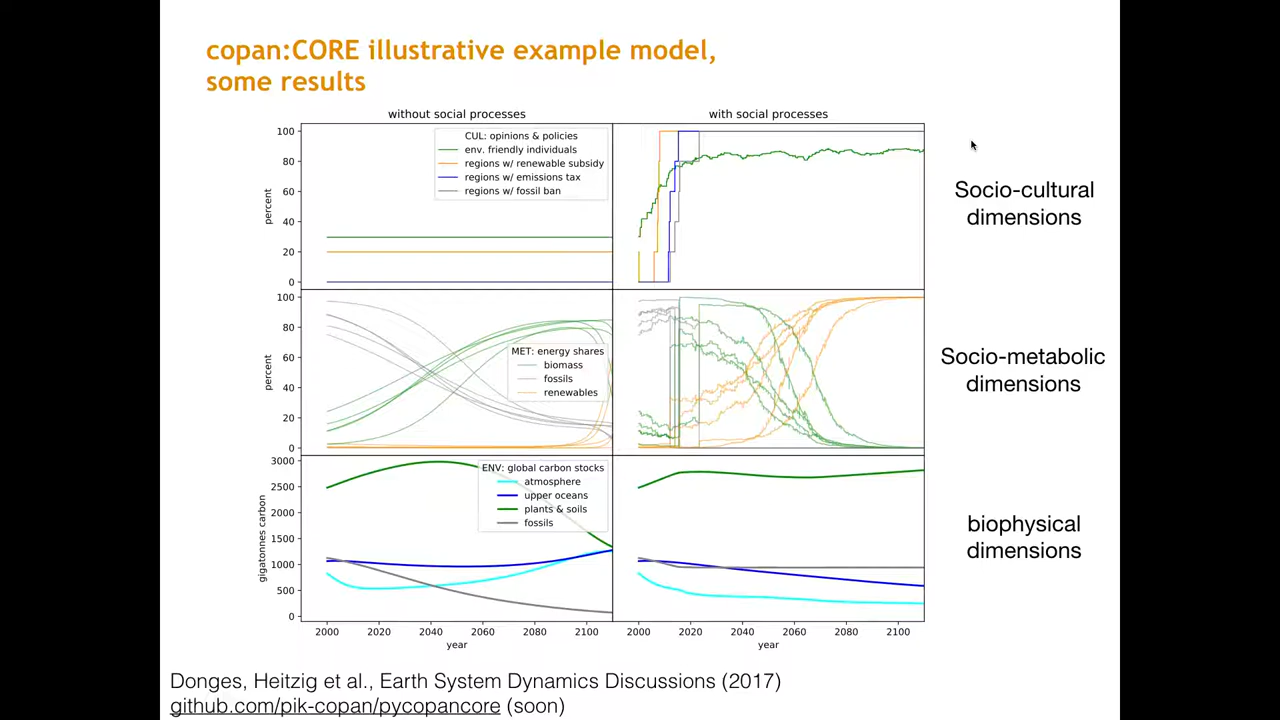 copan:CORE illustrative example model,
some results
without social processes
with social processes
100
80
60
40
20
0
percent
CUL: opinions & policies
env. friendly individuals
regions w/ renewable subsidy
regions w/ emissions tax
regions w/ fossil ban
Socio-cultural
dimensions
100
80
60
40
20
0
percent
MET: energy shares
biomass
fossils
renewables
Socio-metabolic
dimensions
3000
2500
2000
1500
1000
500
0
gigatonnes carbon
ENV: global carbon stocks
atmosphere
upper oceans
plants & soils
fossils
biophysical
dimensions
2000 2020 2040 2060 2080 2100
year
2000 2020 2040 2060 2080 2100
year
Donges, Heitzig et al., Earth System Dynamics Discussions (2017)
github.com/pik-copan/pycopancore (soon)